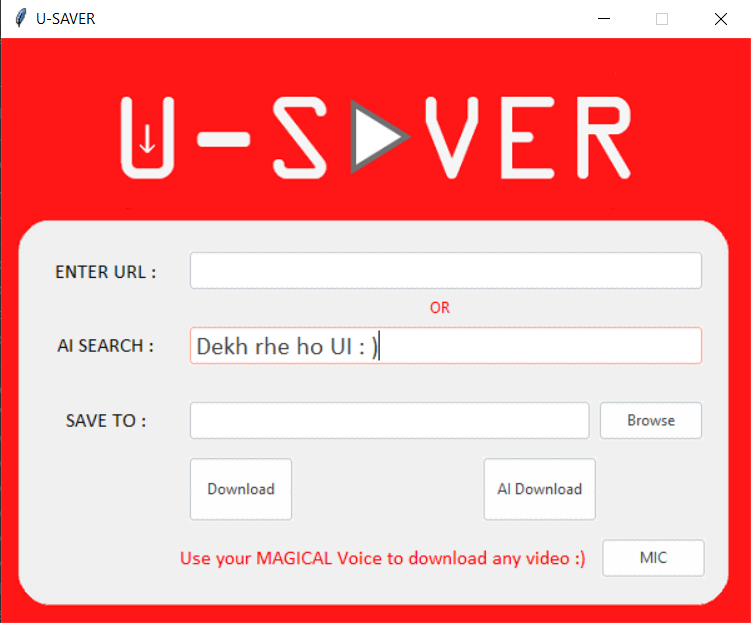 U-SAVER
U-S▶VER
ENTER URL :
OR
AI SEARCH : Dekh rhe ho UI : )
SAVE TO : Browse
Download AI Download
Use your MAGICAL Voice to download any video :) MIC